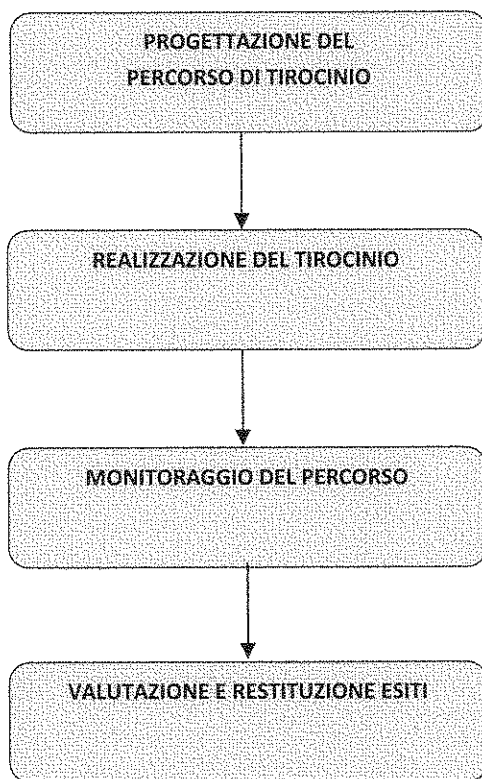 PROGETTAZIONE DEL
PERCORSO DI TIROCINIO
REALIZZAZIONE DEL TIROCINIO
MONITORAGGIO DEL PERCORSO
VALUTAZIONE E RESTITUZIONE ESITI